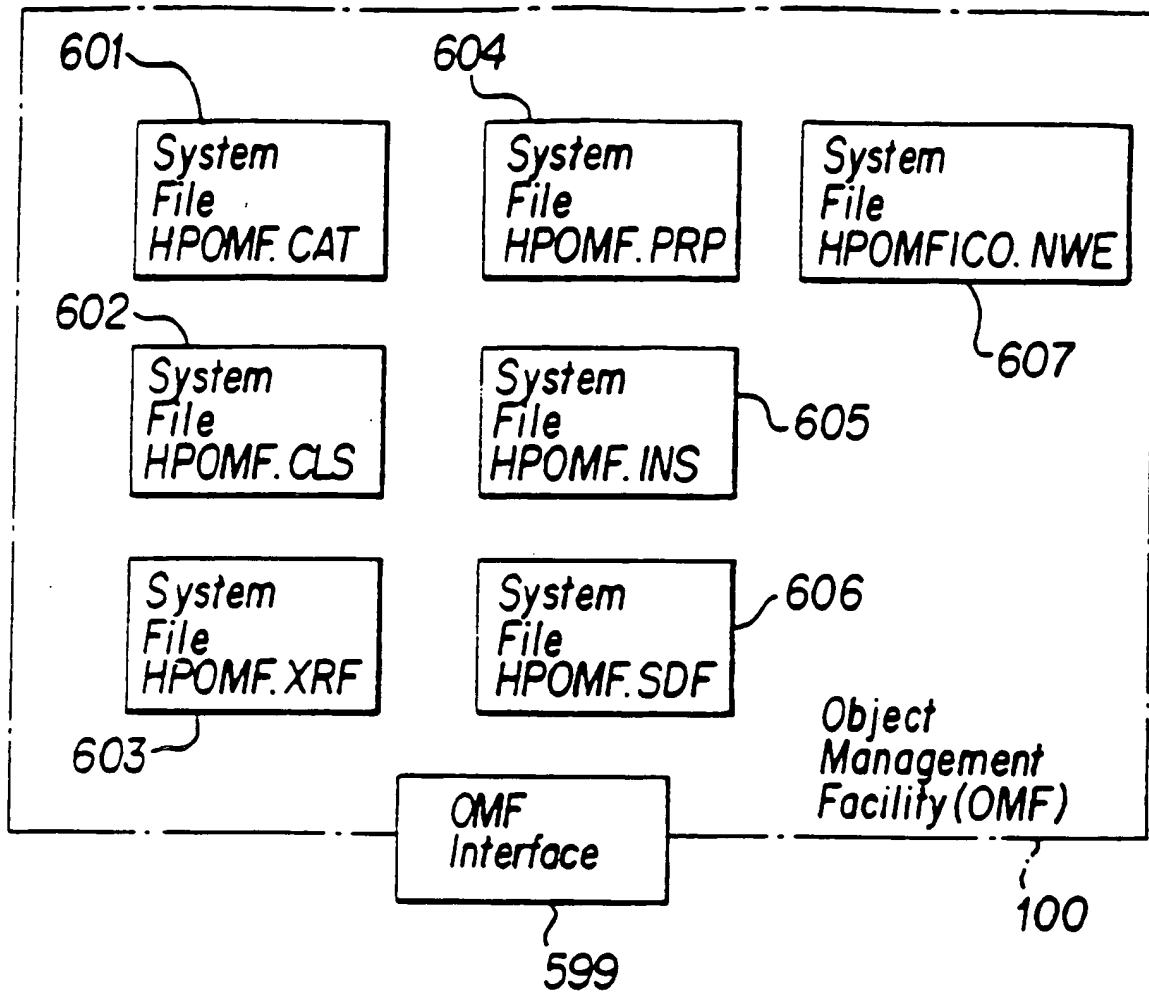 601
604
System
File
HPOMF.CAT
System
File
HPOMF.PRP
System
File
HPOMFICO.NWE
602
607
System
File
HPOMF.CLS
System
File
HPOMF.INS
605
System
File
HPOMF.XRF
System
File
HPOMF.SDF
606
603
Object
Management
Facility(OMF)
OMF
Interface
100
599